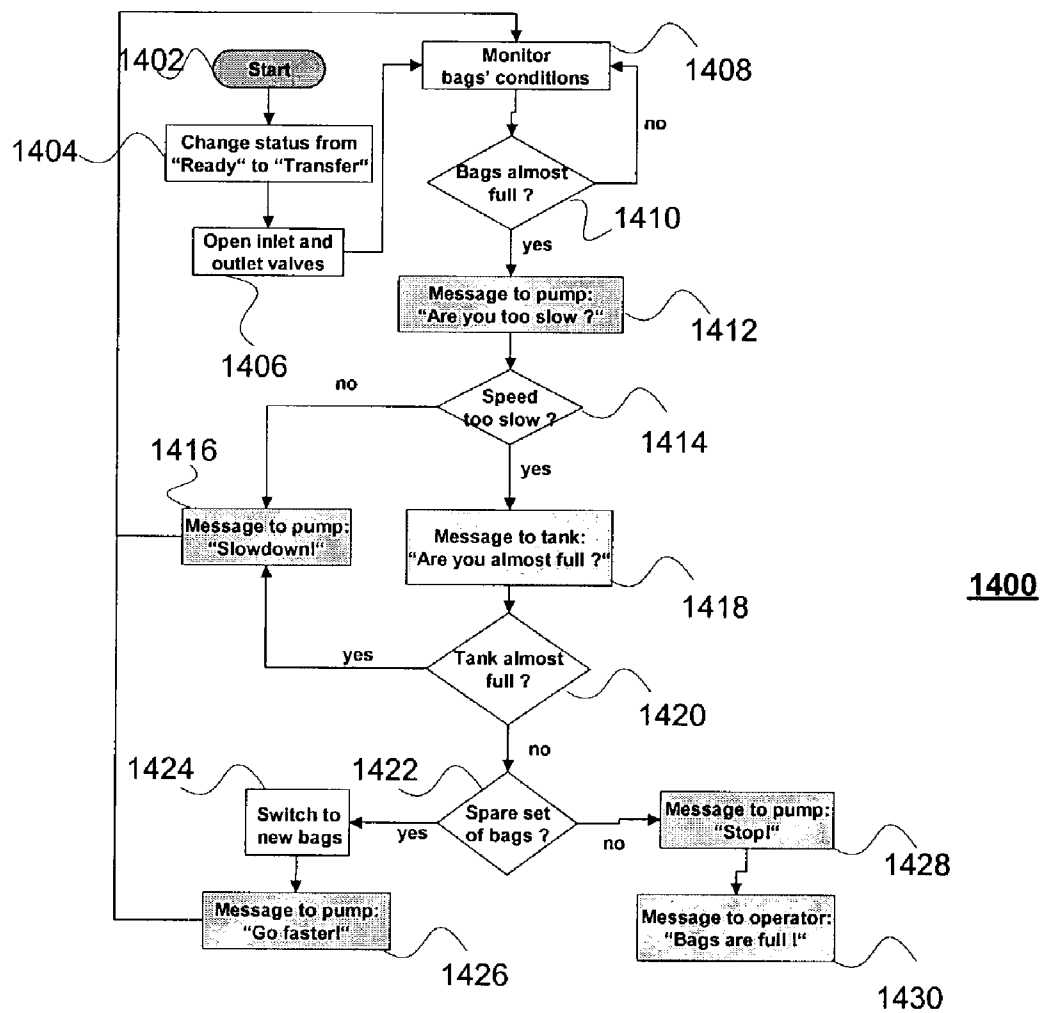 1402
Start
1404
Change status from
"Ready" to "Transfer"
Open inlet and
outlet valves
1406
Monitor
bags' conditions
1408
no
Bags almost
full ?
1410
yes
Message to pump:
"Are you too slow ?"
1412
no
Speed
too slow ?
1414
yes
1416
Message to pump:
"Slowdown!"
Message to tank:
"Are you almost full ?"
1418
1400
yes
Tank almost
full ?
1420
no
1424
Switch to
new bags
yes
1422
Spare set
of bags ?
no
Message to pump:
"Stop!"
1428
Message to pump:
"Go faster!"
1426
Message to operator:
"Bags are full !"
1430